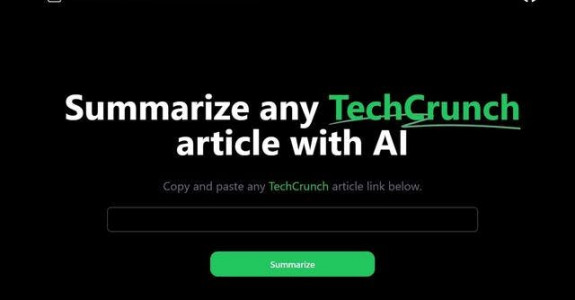 Summarize any TechCrunch
article with AI
Copy and paste any TechCrunch article link below.
Summarize